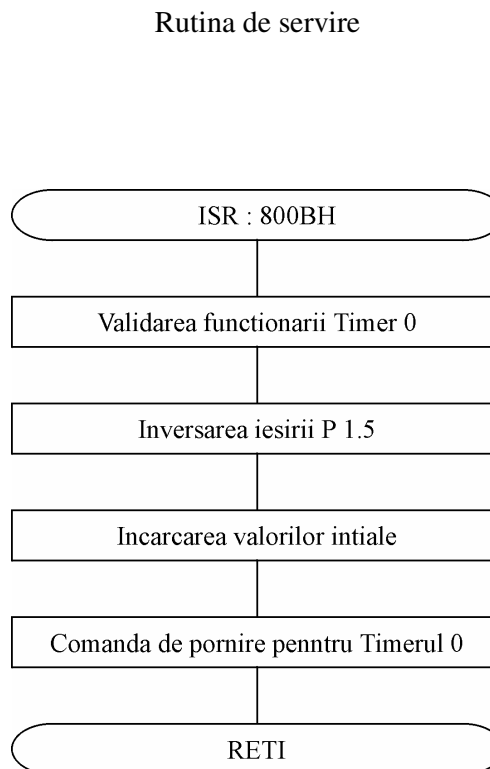 Rutina de servire
ISR : 800BH
Validarea functionarii Timer 0
Inversarea iesirii P 1.5
Incarcarea valorilor intiale
Comanda de pornire penntru Timerul 0
RETI